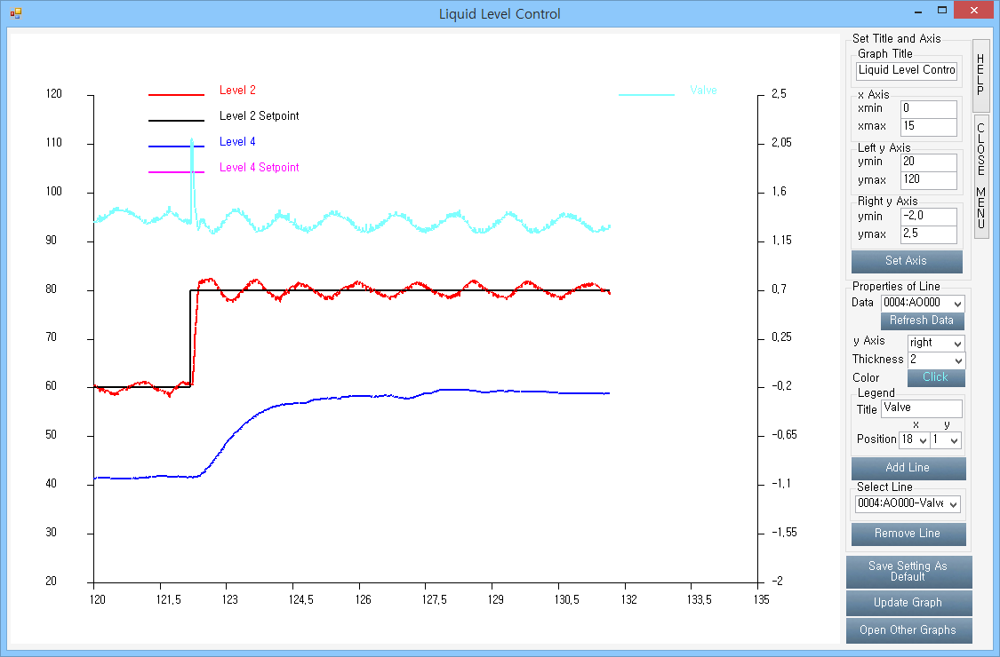 Liquid Level Control
Level 2
Level 2 Setpoint
Level 4
Level 4 Setpoint
Valve
120
110
100
90
80
70
60
50
40
30
20
2,5
2,05
1,6
1,15
0,7
0,25
-0,2
-0,65
-1,1
-1,55
-2
120
121,5
123
124,5
126
127,5
129
130,5
132
133,5
135
Set Title and Axis
Graph Title
Liquid Level Contro
x Axis
xmin 0
xmax 15
Left y Axis
ymin 20
ymax 120
Right y Axis
ymin -2,0
ymax 2,5
Set Axis
Properties of Line
Data 0004:AO000
Refresh Data
y Axis right
Thickness 2
Color Click
Legend
Title Valve
x y
Position 18 1
Add Line
Select Line
0004:AO000-Valve
Remove Line
Save Setting As
Default
Update Graph
Open Other Graphs
HELP
CLOSE MENU